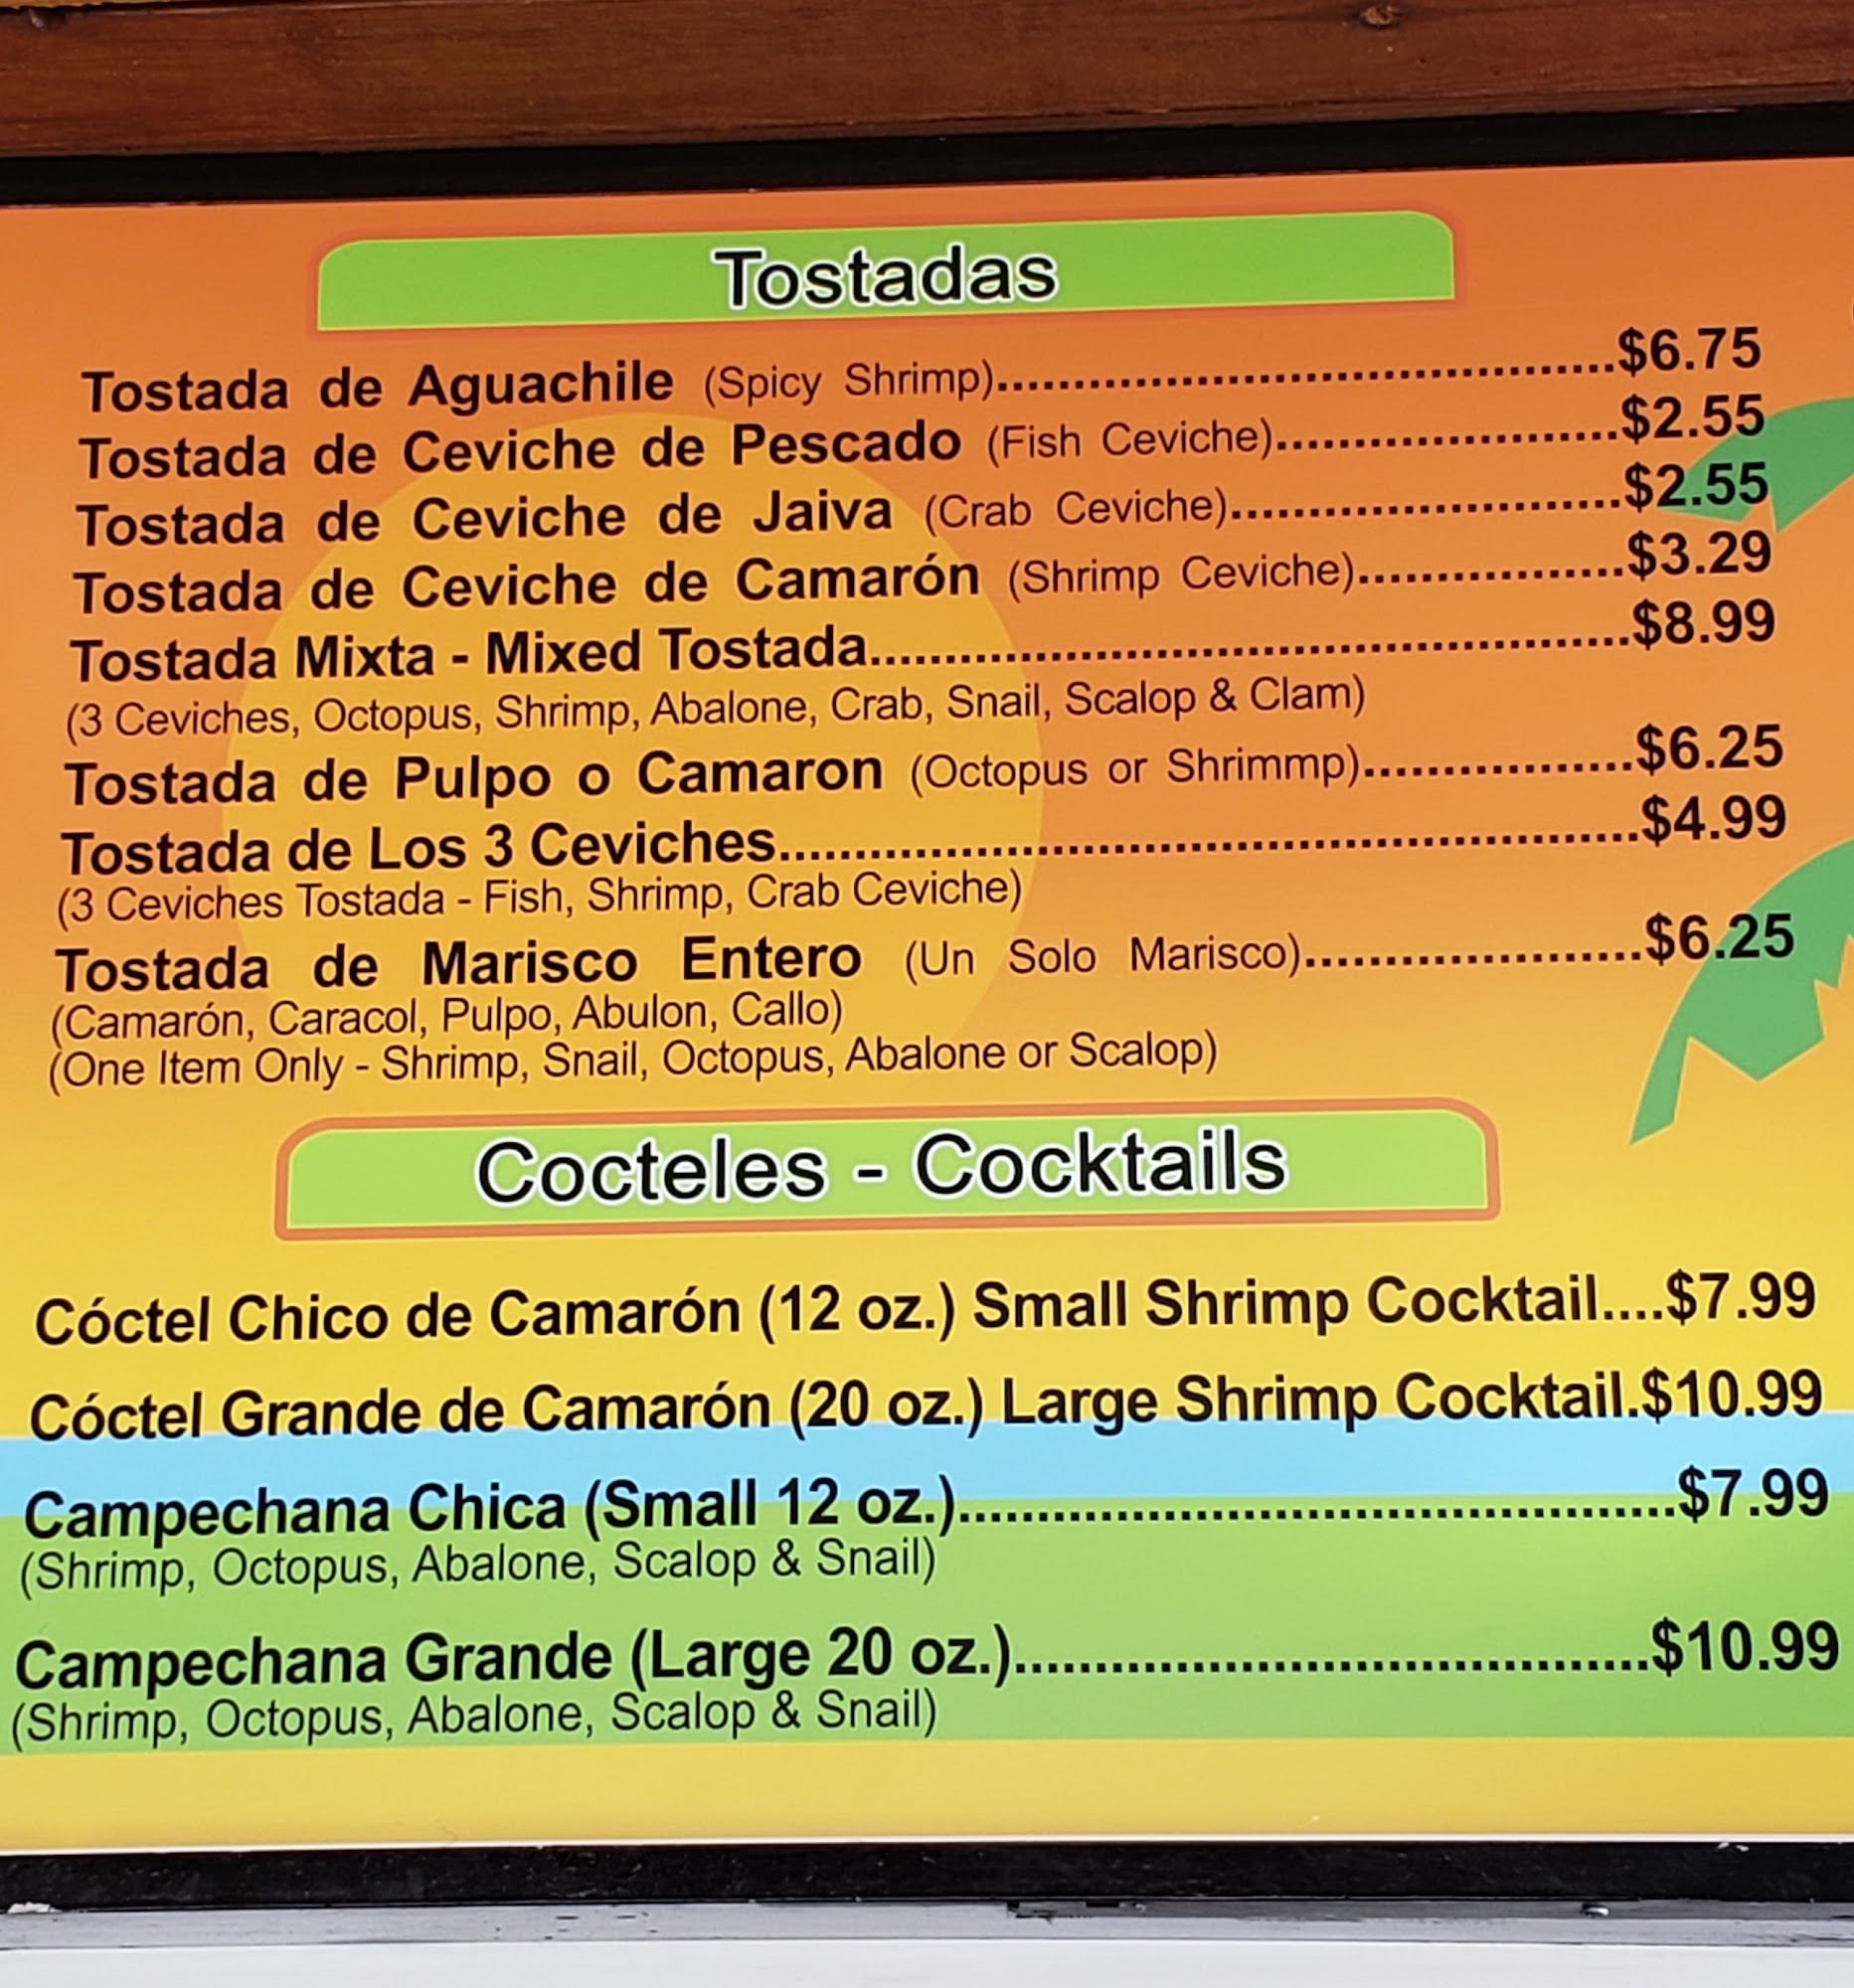 Tostadas
Tostada de Aguachile (Spicy Shrimp)........................................$6.75
Tostada de Ceviche de Pescado (Fish Ceviche)......................$2.55
Tostada de Ceviche de Jaiva (Crab Ceviche).........................$2.55
Tostada de Ceviche de Camarón (Shrimp Ceviche).................$3.29
Tostada Mixta - Mixed Tostada.................................................$8.99
(3 Ceviches, Octopus, Shrimp, Abalone, Crab, Snail, Scalop & Clam)
Tostada de Pulpo o Camaron (Octopus or Shrimmp).................$6.25
Tostada de Los 3 Ceviches.......................................................$4.99
(3 Ceviches Tostada - Fish, Shrimp, Crab Ceviche)
Tostada de Marisco Entero (Un Solo Marisco).....................$6.25
(Camarón, Caracol, Pulpo, Abulon, Callo)
(One Item Only - Shrimp, Snail, Octopus, Abalone or Scalop)
Cocteles - Cocktails
Cóctel Chico de Camarón (12 oz.) Small Shrimp Cocktail....$7.99
Cóctel Grande de Camarón (20 oz.) Large Shrimp Cocktail.$10.99
Campechana Chica (Small 12 oz.)..............................................$7.99
(Shrimp, Octopus, Abalone, Scalop & Snail)
Campechana Grande (Large 20 oz.)........................................$10.99
(Shrimp, Octopus, Abalone, Scalop & Snail)